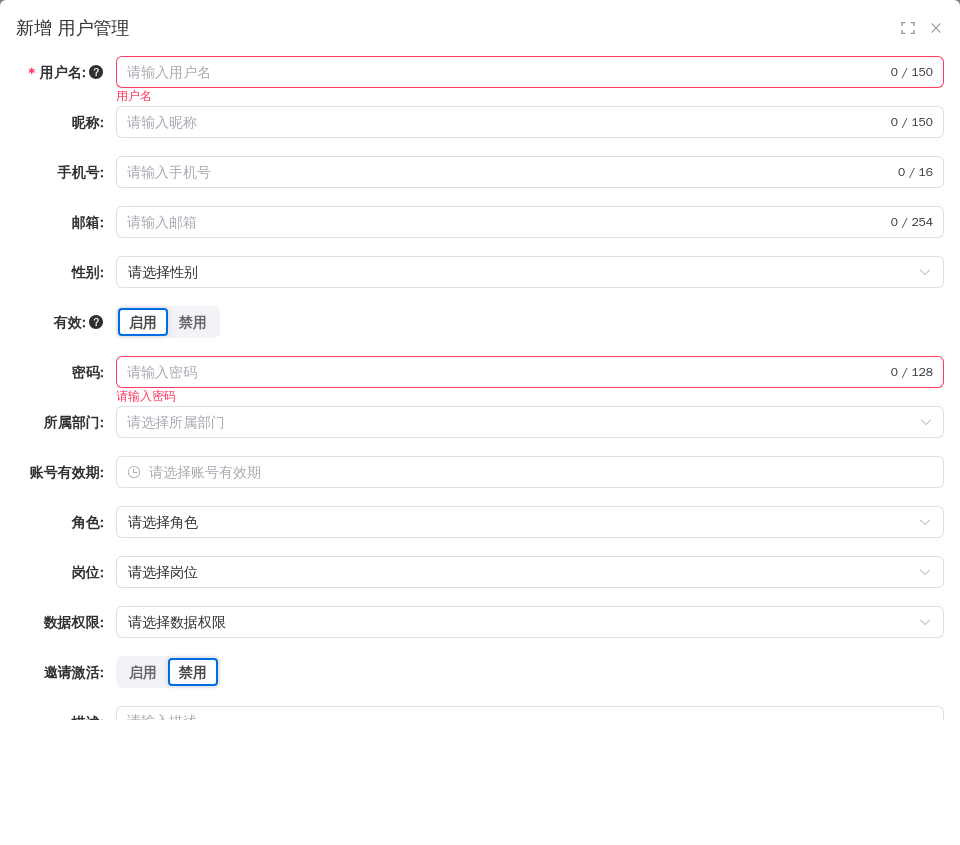 新增 用户管理
* 用户名:? 请输入用户名 0 / 150
用户名
昵称: 请输入昵称 0 / 150
手机号: 请输入手机号 0 / 16
邮箱: 请输入邮箱 0 / 254
性别: 请选择性别
有效:? 启用 禁用
密码: 请输入密码 0 / 128
请输入密码
所属部门: 请选择所属部门
账号有效期: 请选择账号有效期
角色: 请选择角色
岗位: 请选择岗位
数据权限: 请选择数据权限
邀请激活: 启用 禁用
描述: 请输入描述